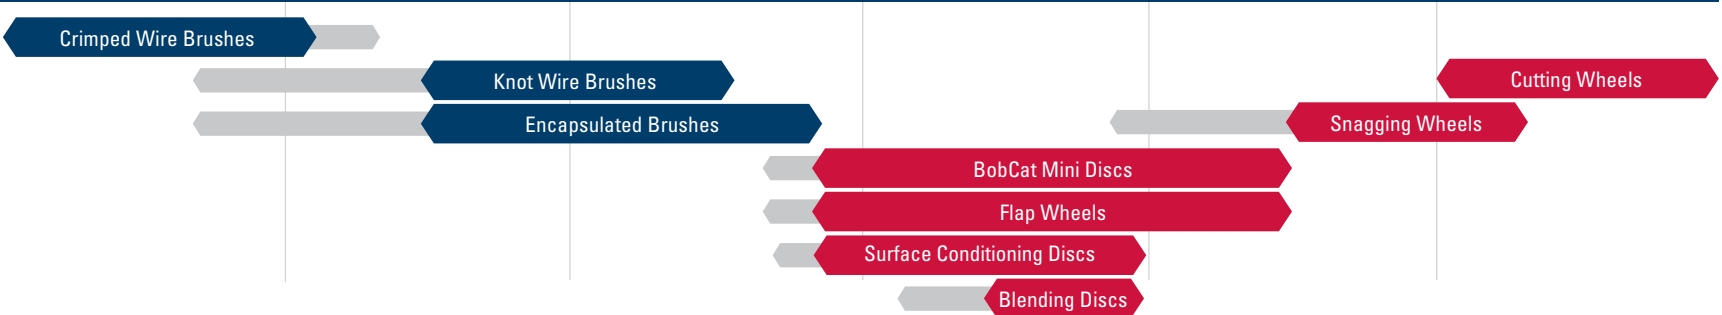 Crimped Wire Brushes
Knot Wire Brushes
Cutting Wheels
Encapsulated Brushes
Snagging Wheels
BobCat Mini Discs
Flap Wheels
Surface Conditioning Discs
Blending Discs